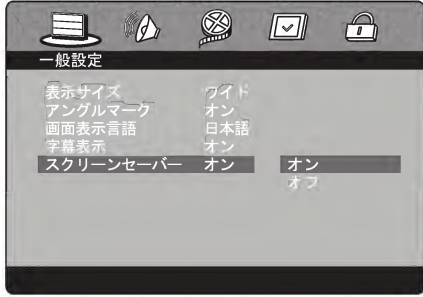 一般設定
表示サイズ ワイド
アングルマーク オン
画面表示言語 日本語
字幕表示 オン
スクリーンセーバー オン オン
オフ